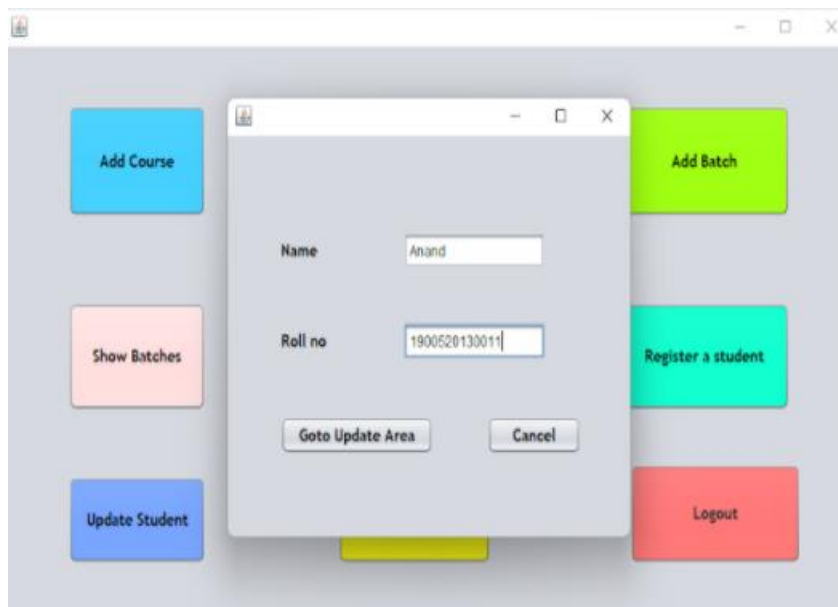 Add Course
Add Batch
Name
Anand
Roll no
1900520130011
Show Batches
Register a student
Goto Update Area
Cancel
Update Student
Logout